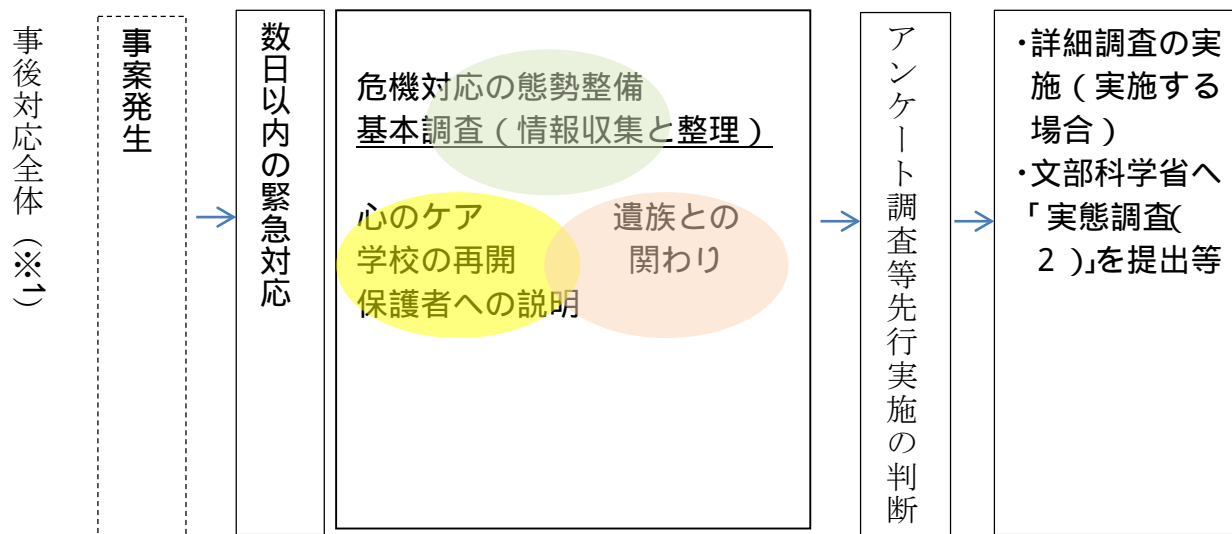 事後対応全体（※1）
事案発生
数日以内の緊急対応
危機対応の態勢整備
基本調査（情報収集と整理）
心のケア
学校の再開
保護者への説明
遺族との
関わり
アンケート調査等先行実施の判断
・詳細調査の実
施（実施する
場合）
・文部科学省へ
「実態調査(
2）」を提出等